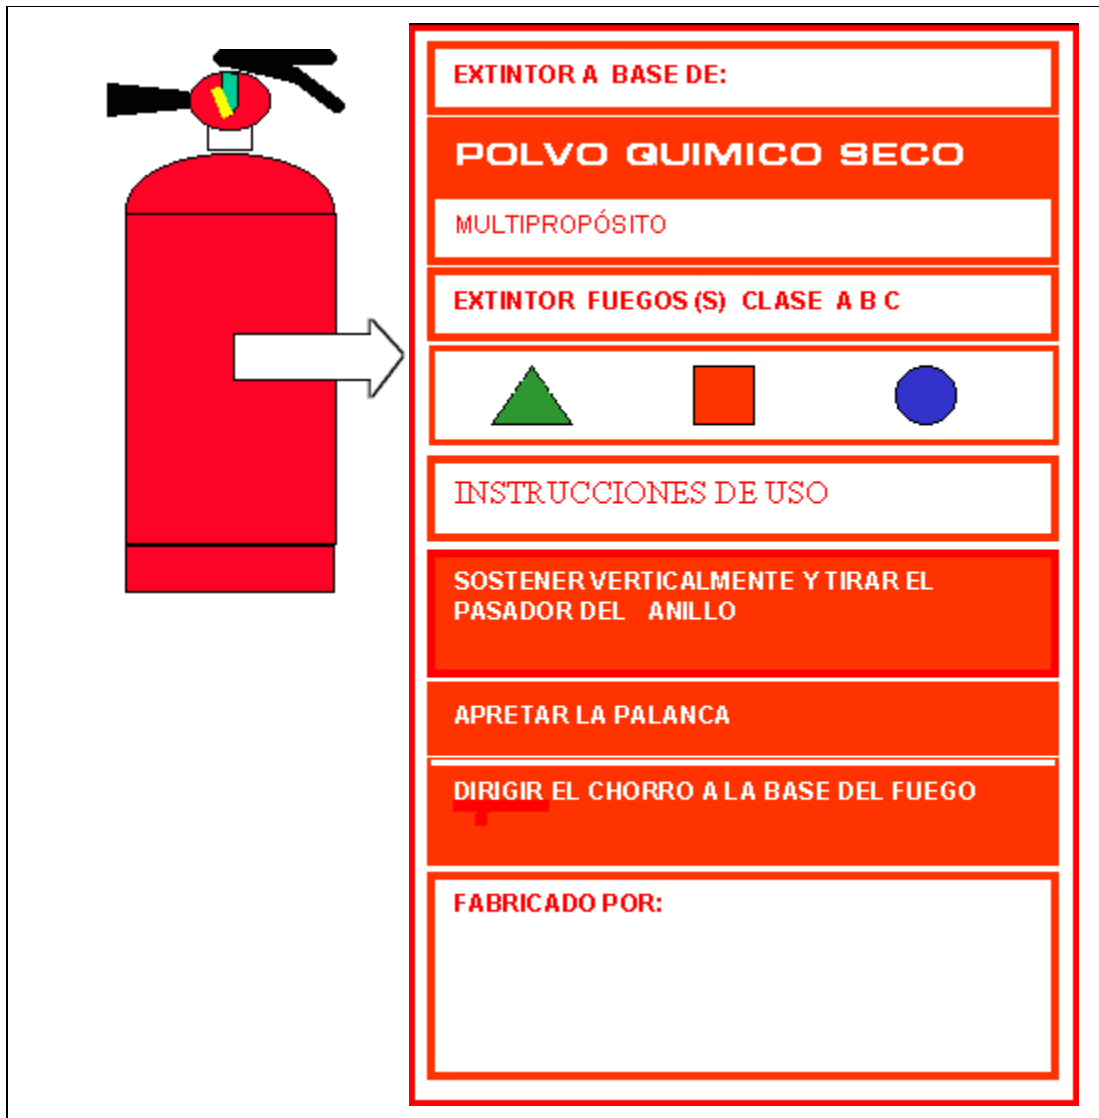 EXTINTOR A BASE DE:
POLVO QUIMICO SECO
MULTIPROPÓSITO
EXTINTOR FUEGOS (S) CLASE A B C
INSTRUCCIONES DE USO
SOSTENER VERTICALMENTE Y TIRAR EL
PASADOR DEL ANILLO
APRETAR LA PALANCA
DIRIGIR EL CHORRO A LA BASE DEL FUEGO
FABRICADO POR: